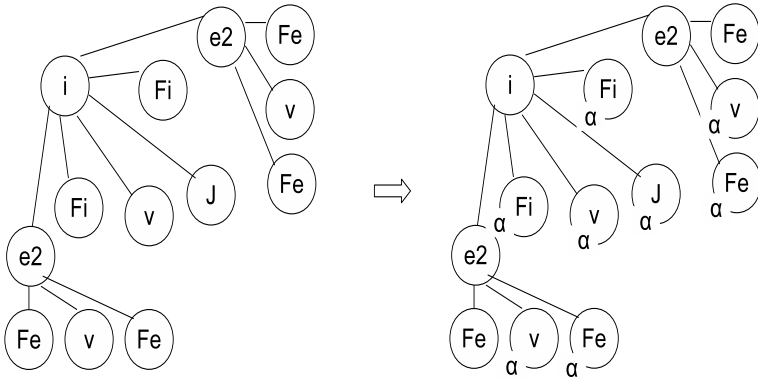 e2 Fe
i Fi
v
Fi v J Fe
e2
Fe v Fe
e2 Fe
i Fi
α
α v
Fi v J Fe
α α α α
e2
Fe v Fe
α α